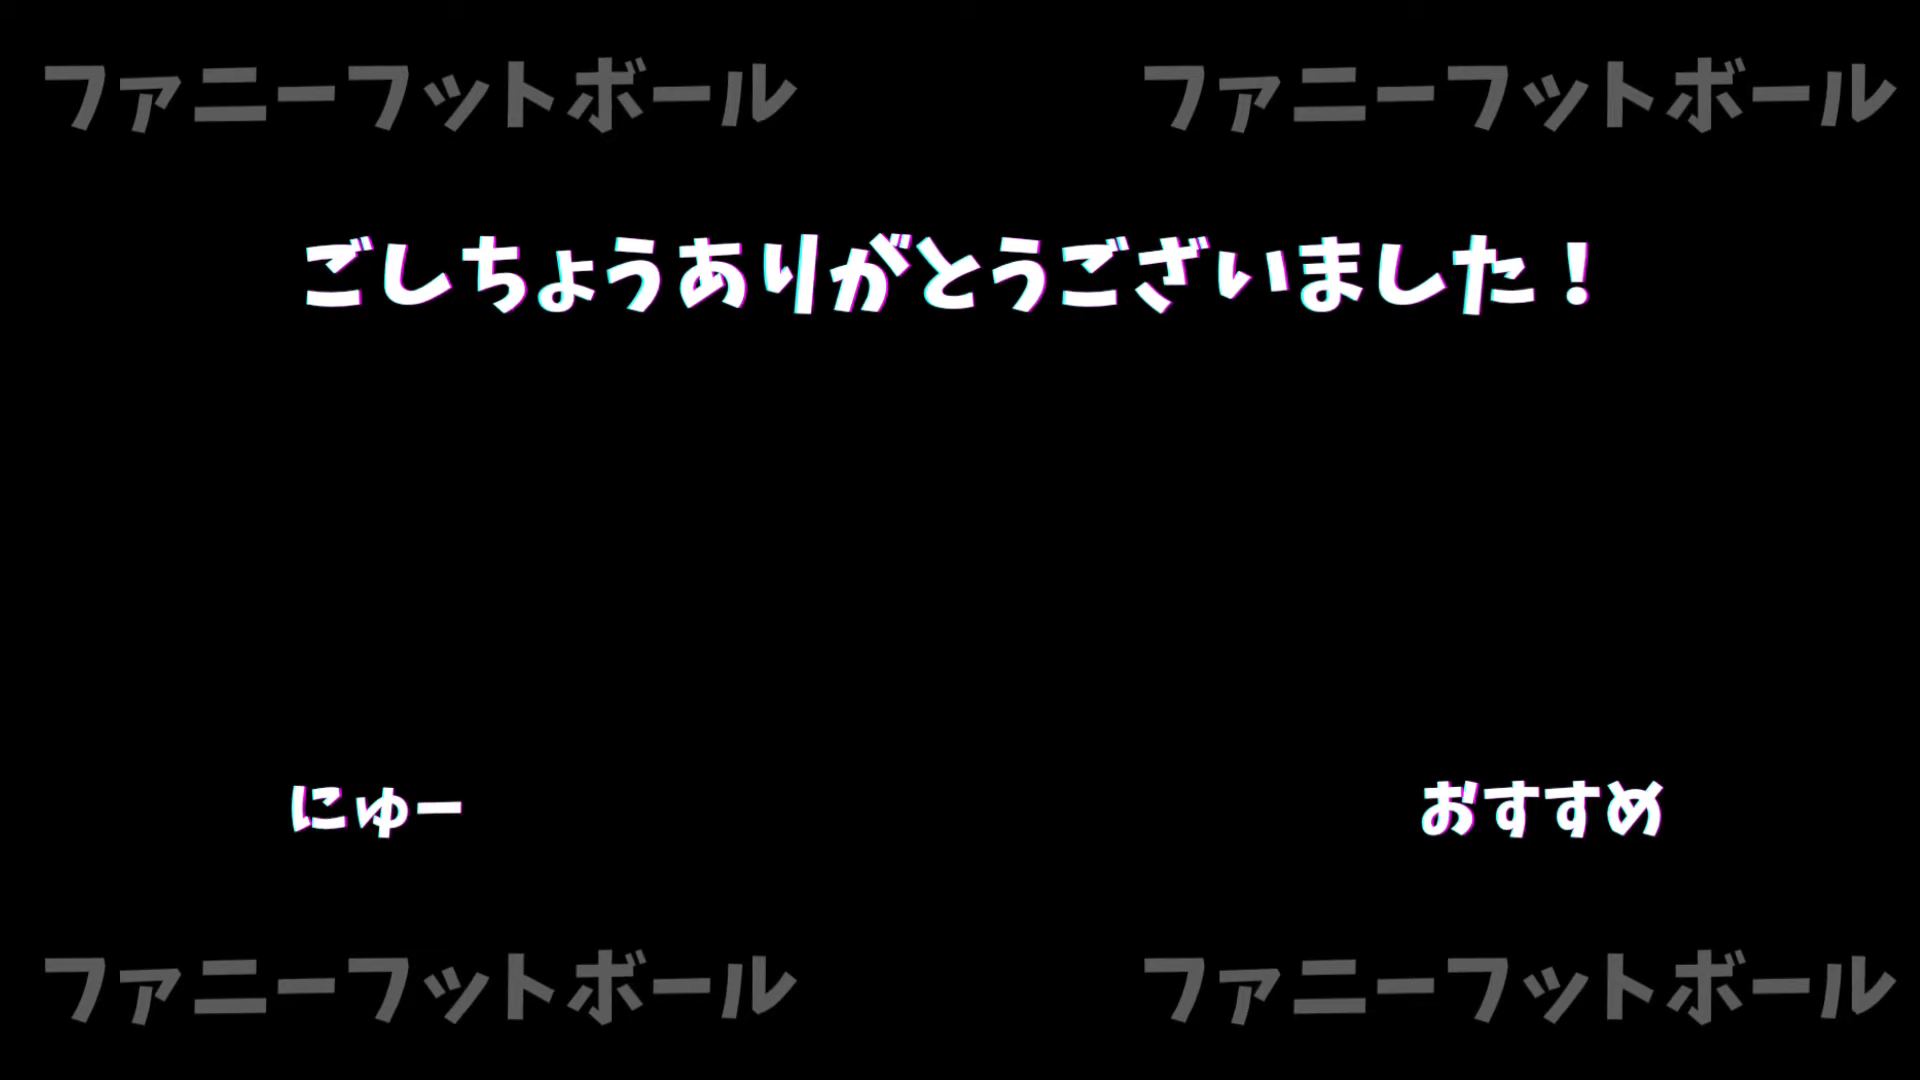 ファニーフットボール ファニーフットボール
ごしちょうありがとうございました！
にゅー おすすめ
ファニーフットボール ファニーフットボール